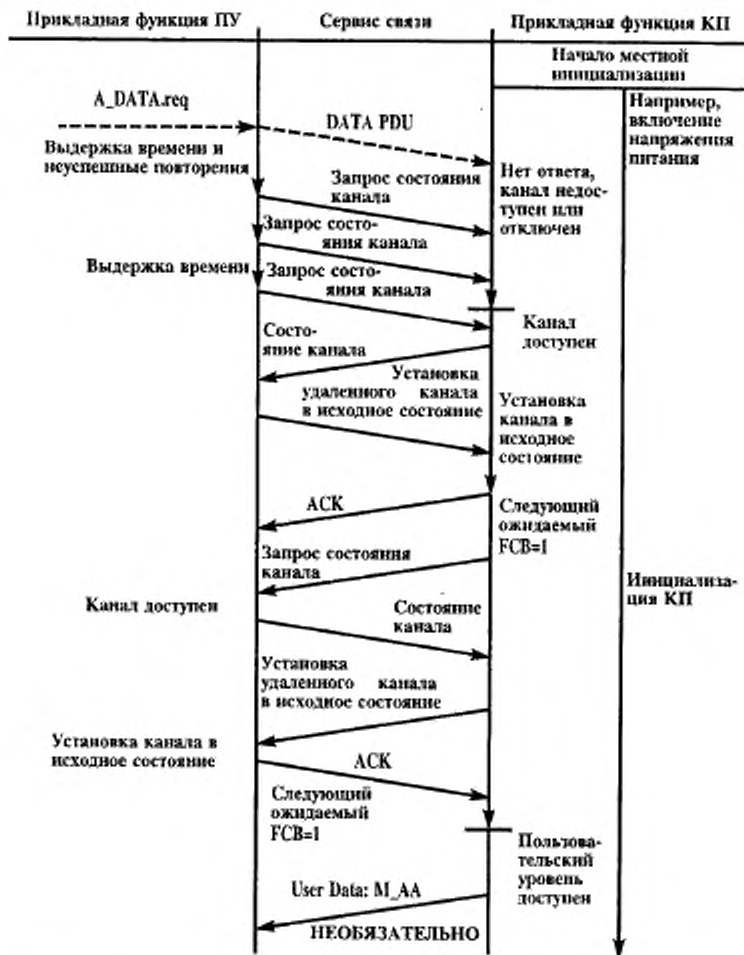 Прикладная функция ПУ
Сервис связи
Прикладная функция КП
Начало местной
инициализации
A_DATA.req
DATA PDU
Например,
включение
напряжения
питания
Выдержка времени и
неуспешные повторения
Запрос состояния
канала
Нет ответа,
канал недос-
тупен или
отключен
Запрос состо-
яния канала
Выдержка времени
Запрос состо-
яния канала
Канал
доступен
Состо-
яние канала
Установка
удаленного канала
в исходное состояние
Установка
канала в
исходное
состояние
ACK
Следующий
ожидаемый
FCB=1
Запрос состояния
канала
Инициализа-
ция КП
Канал доступен
Состояние
канала
Установка
удаленного канала
в исходное состояние
Установка канала в
исходное состояние
ACK
Следующий
ожидаемый
FCB=1
Пользова-
тельский
уровень
доступен
User Data: M_AA
НЕОБЯЗАТЕЛЬНО